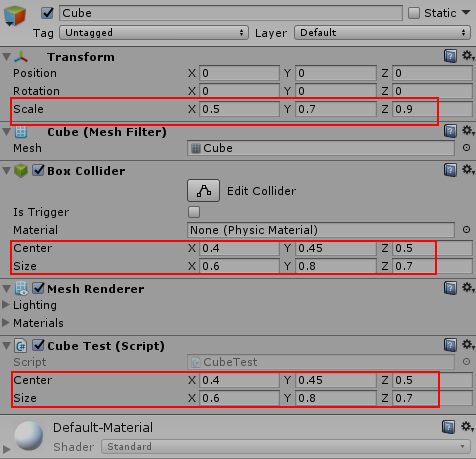 Cube Static
Tag Untagged Layer Default
Transform
Position X 0 Y 0 Z 0
Rotation X 0 Y 0 Z 0
Scale X 0.5 Y 0.7 Z 0.9
Cube (Mesh Filter)
Mesh Cube
Box Collider
Edit Collider
Is Trigger
Material None (Physic Material)
Center X 0.4 Y 0.45 Z 0.5
Size X 0.6 Y 0.8 Z 0.7
Mesh Renderer
Lighting
Materials
Cube Test (Script)
Script CubeTest
Center X 0.4 Y 0.45 Z 0.5
Size X 0.6 Y 0.8 Z 0.7
Default-Material
Shader Standard